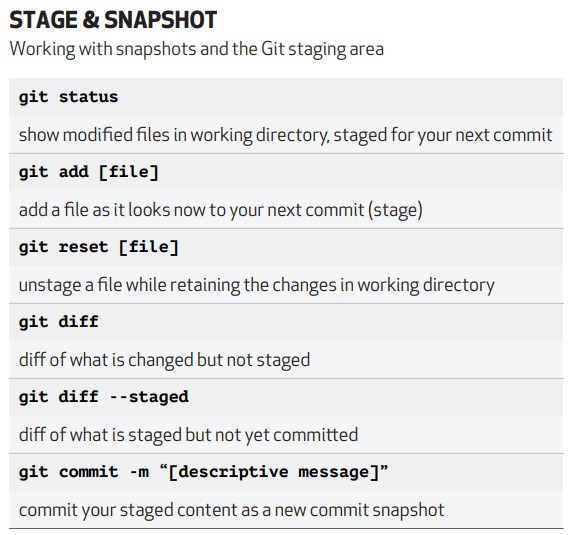 STAGE & SNAPSHOT
Working with snapshots and the Git staging area
git status
show modified files in working directory, staged for your next commit
git add [file]
add a file as it looks now to your next commit (stage)
git reset [file]
unstage a file while retaining the changes in working directory
git diff
diff of what is changed but not staged
git diff --staged
diff of what is staged but not yet committed
git commit -m “[descriptive message]”
commit your staged content as a new commit snapshot